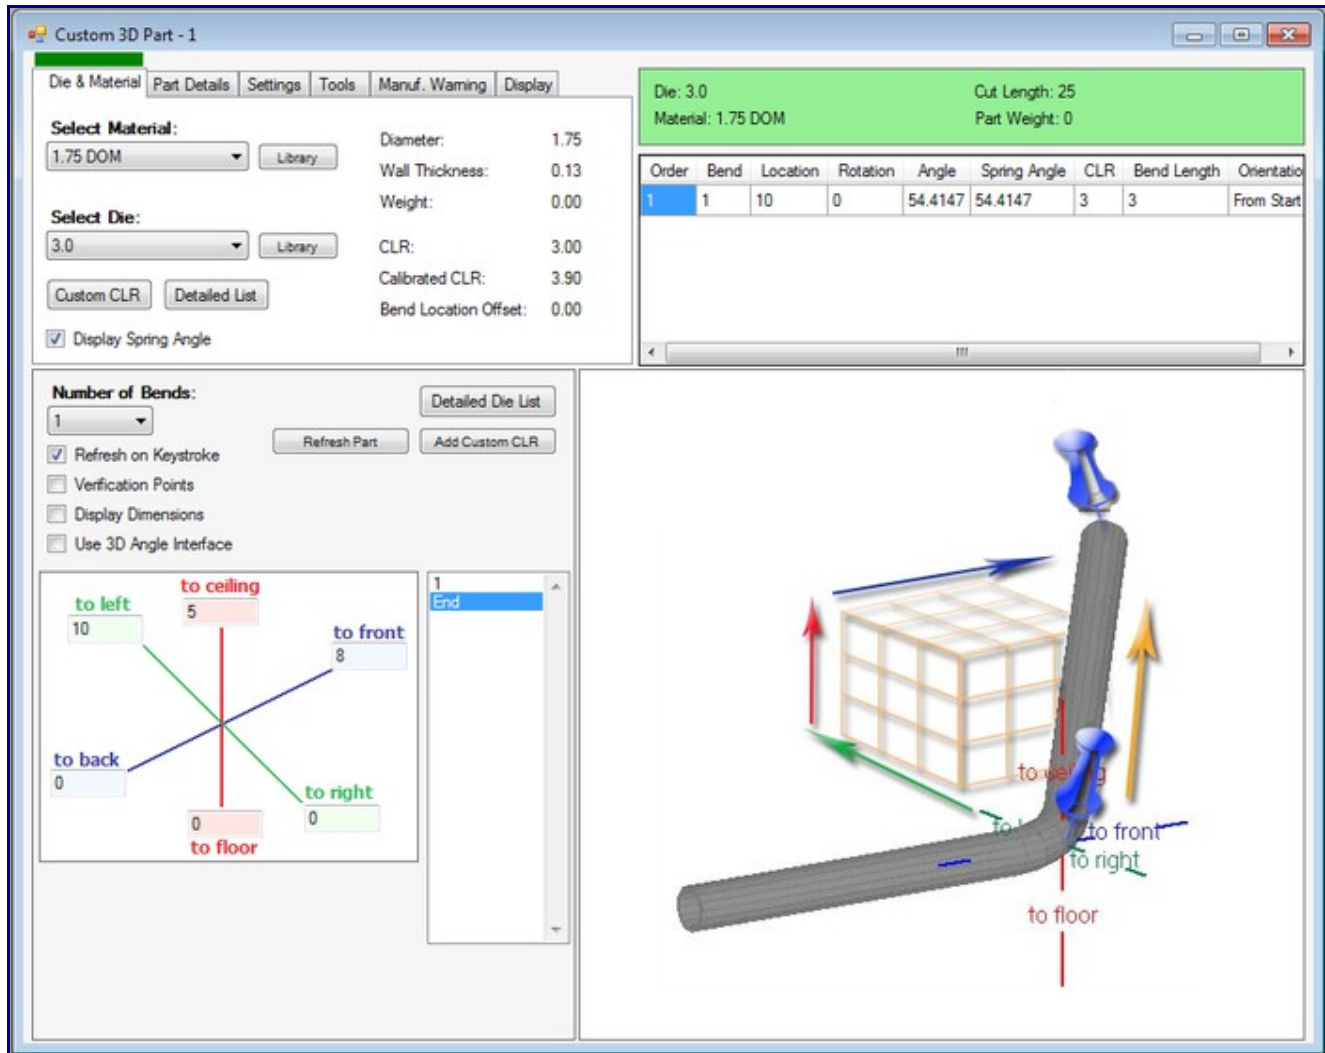 Custom 3D Part - 1
Die & Material Part Details Settings Tools Manuf. Warning Display
Select Material:
1.75 DOM Library
Diameter: 1.75
Wall Thickness: 0.13
Weight: 0.00
Select Die:
3.0 Library
CLR: 3.00
Calibrated CLR: 3.90
Bend Location Offset: 0.00
Custom CLR Detailed List
Display Spring Angle
Die: 3.0 Cut Length: 25
Material: 1.75 DOM Part Weight: 0
Order Bend Location Rotation Angle Spring Angle CLR Bend Length Orientatio
1 1 10 0 54.4147 54.4147 3 3 From Start
Number of Bends:
1
Detailed Die List
Refresh Part Add Custom CLR
Refresh on Keystroke
Verification Points
Display Dimensions
Use 3D Angle Interface
to ceiling
5
to left
10
to front
8
to back
0
to right
0
0
to floor
1
End
to front
to right
to floor